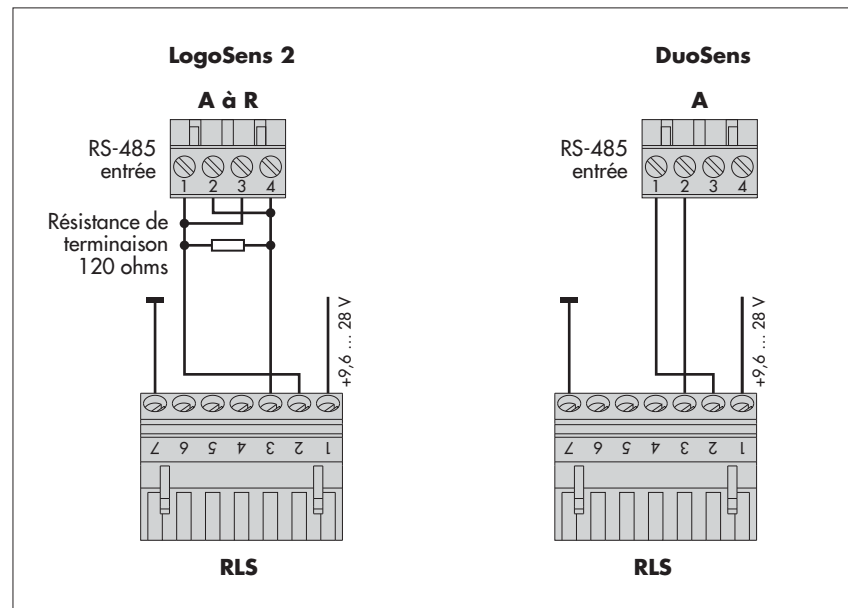 LogoSens 2
A à R
RS-485
entrée
1 2 3 4
Résistance de
terminaison
120 ohms
+9,6 ... 28 V
7 6 5 4 3 2 1
RLS
DuoSens
A
RS-485
entrée
1 2 3 4
+9,6 ... 28 V
7 6 5 4 3 2 1
RLS